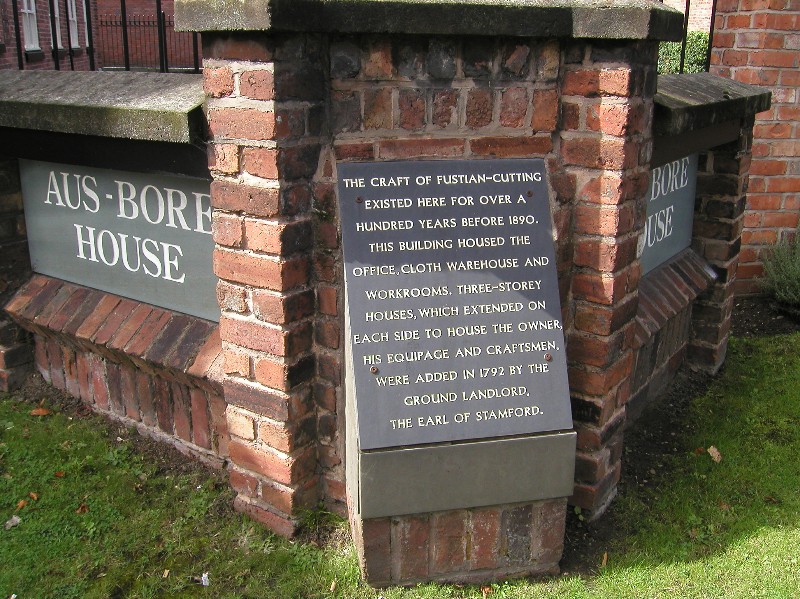 AUS-BORE
HOUSE
THE CRAFT OF FUSTIAN-CUTTING
EXISTED HERE FOR OVER A
HUNDRED YEARS BEFORE 1890.
THIS BUILDING HOUSED THE
OFFICE, CLOTH WAREHOUSE AND
WORKROOMS. THREE-STOREY
HOUSES, WHICH EXTENDED ON
EACH SIDE TO HOUSE THE OWNER,
HIS EQUIPAGE AND CRAFTSMEN,
WERE ADDED IN 1792 BY THE
GROUND LANDLORD,
THE EARL OF STAMFORD.
BORE
USE